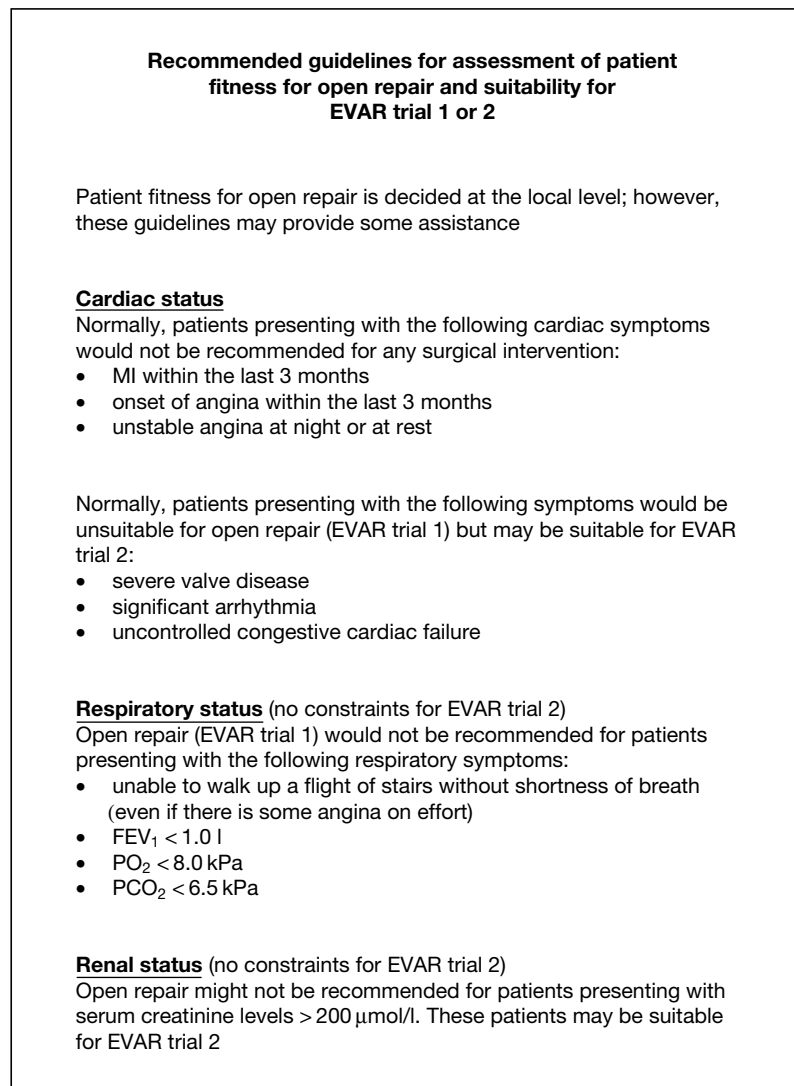 Recommended guidelines for assessment of patient
fitness for open repair and suitability for
EVAR trial 1 or 2
Patient fitness for open repair is decided at the local level; however,
these guidelines may provide some assistance
Cardiac status
Normally, patients presenting with the following cardiac symptoms
would not be recommended for any surgical intervention:
• MI within the last 3 months
• onset of angina within the last 3 months
• unstable angina at night or at rest
Normally, patients presenting with the following symptoms would be
unsuitable for open repair (EVAR trial 1) but may be suitable for EVAR
trial 2:
• severe valve disease
• significant arrhythmia
• uncontrolled congestive cardiac failure
Respiratory status (no constraints for EVAR trial 2)
Open repair (EVAR trial 1) would not be recommended for patients
presenting with the following respiratory symptoms:
• unable to walk up a flight of stairs without shortness of breath
(even if there is some angina on effort)
• FEV₁ < 1.0 l
• PO₂ < 8.0 kPa
• PCO₂ < 6.5 kPa
Renal status (no constraints for EVAR trial 2)
Open repair might not be recommended for patients presenting with
serum creatinine levels > 200 μmol/l. These patients may be suitable
for EVAR trial 2